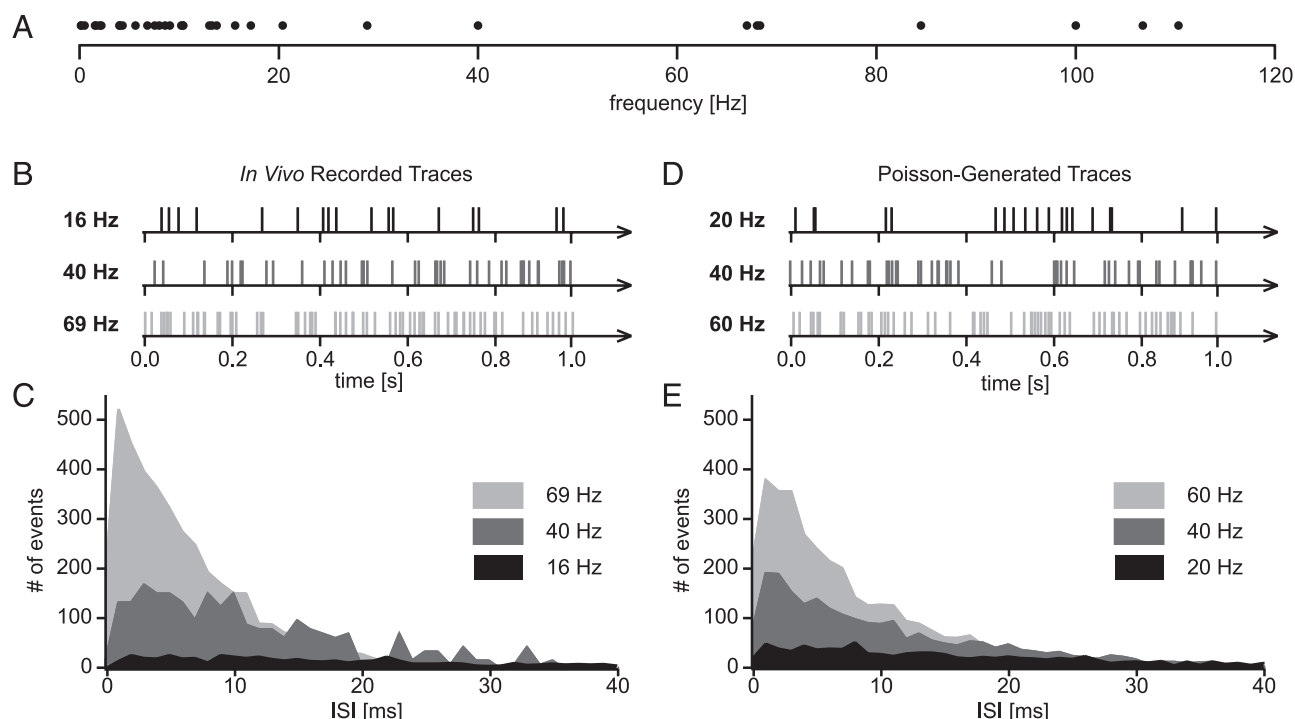 A
0 20 40 60 80 100 120
frequency [Hz]
B
In Vivo Recorded Traces
16 Hz
40 Hz
69 Hz
0.0 0.2 0.4 0.6 0.8 1.0
time [s]
D
Poisson-Generated Traces
20 Hz
40 Hz
60 Hz
0.0 0.2 0.4 0.6 0.8 1.0
time [s]
C
# of events
500
400
300
200
100
0
69 Hz
40 Hz
16 Hz
0 10 20 30 40
ISI [ms]
E
# of events
500
400
300
200
100
0
60 Hz
40 Hz
20 Hz
0 10 20 30 40
ISI [ms]